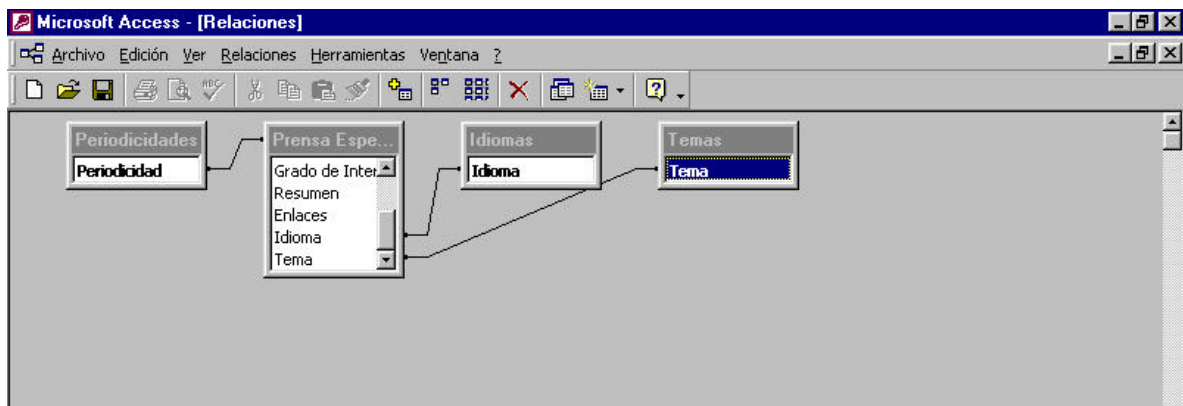 Microsoft Access - [Relaciones]
Archivo Edición Ver Relaciones Herramientas Ventana ?
Periodicidades
Periodicidad
Prensa Espe...
Grado de Inter
Resumen
Enlaces
Idioma
Tema
Idiomas
Idioma
Temas
Tema